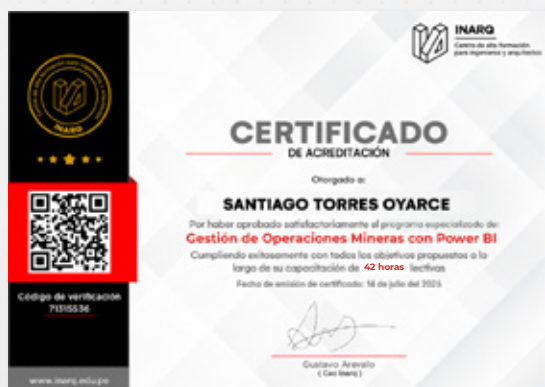 INARQ
Centro de alta formación
para ingenieros y arquitectos
INARQ
CERTIFICADO
DE ACREDITACIÓN
Otorgado a:
SANTIAGO TORRES OYARCE
Por haber aprobado satisfactoriamente el programa especializado de:
Gestión de Operaciones Mineras con Power BI
Cumpliendo exitosamente con todos los objetivos propuestos a lo
largo de su capacitación de 42 horas lectivas
Fecha de emisión de certificado: 14 de julio del 2025
Código de verificación
71315536
Gustavo Arevalo
( Ceo Inarq )
www.inarq.edu.pe